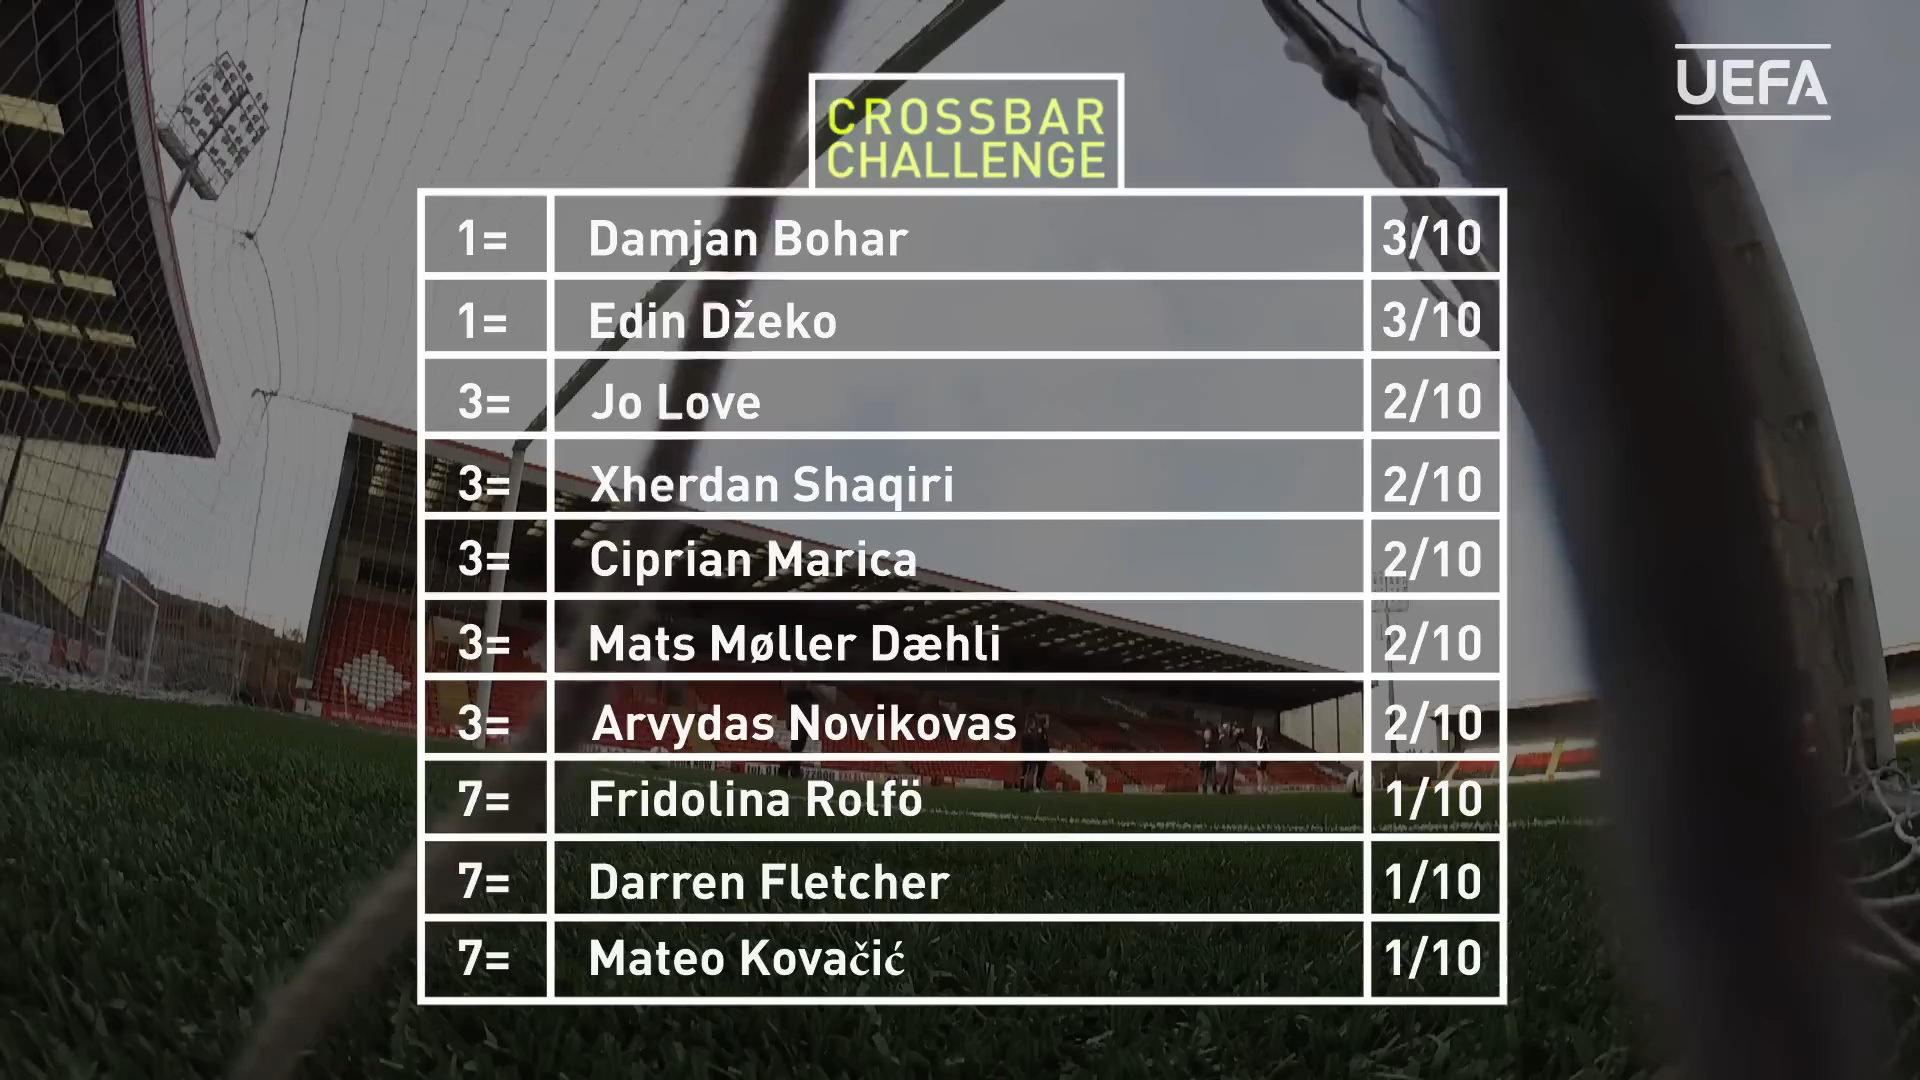 UEFA
CROSSBAR
CHALLENGE
1= Damjan Bohar 3/10
1= Edin Džeko 3/10
3= Jo Love 2/10
3= Xherdan Shaqiri 2/10
3= Ciprian Marica 2/10
3= Mats Møller Dæhli 2/10
3= Arvydas Novikovas 2/10
7= Fridolina Rolfö 1/10
7= Darren Fletcher 1/10
7= Mateo Kovačić 1/10